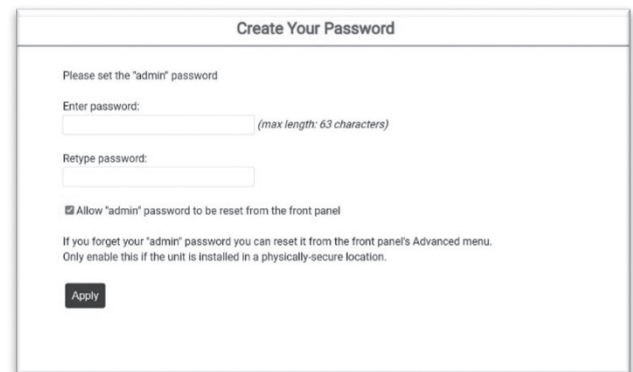 Create Your Password
Please set the "admin" password
Enter password:
(max length: 63 characters)
Retype password:
Allow "admin" password to be reset from the front panel
If you forget your "admin" password you can reset it from the front panel's Advanced menu.
Only enable this if the unit is installed in a physically-secure location.
Apply